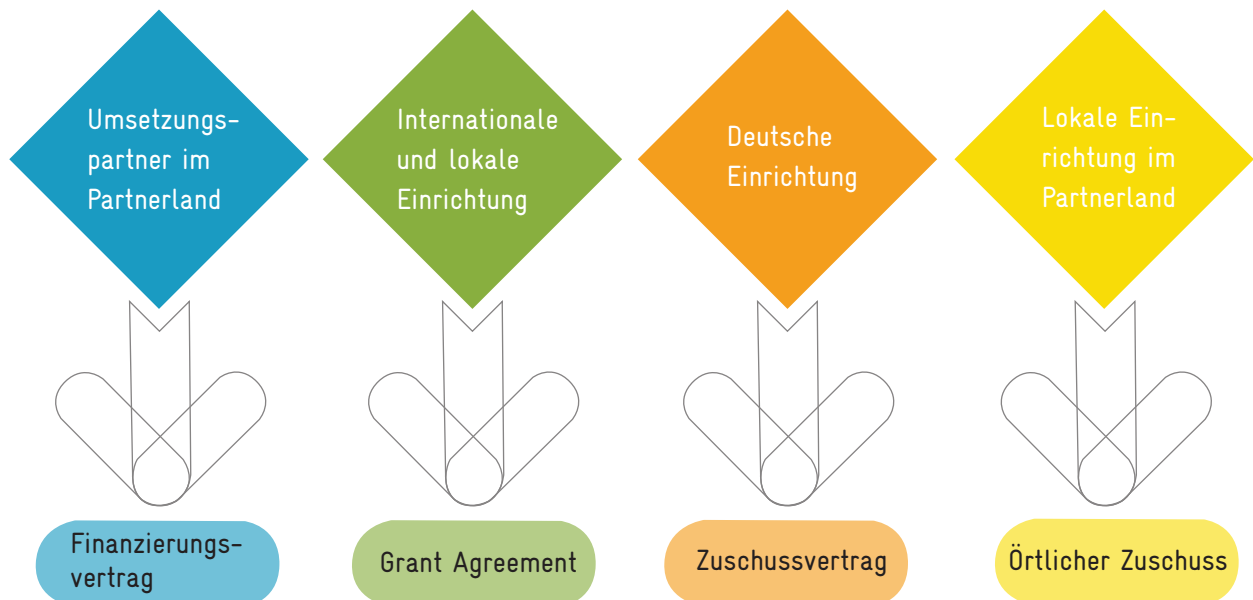 Umsetzungs-
partner im
Partnerland
Internationale
und lokale
Einrichtung
Deutsche
Einrichtung
Lokale Ein-
richtung im
Partnerland
Finanzierungs-
vertrag
Grant Agreement
Zuschussvertrag
Örtlicher Zuschuss